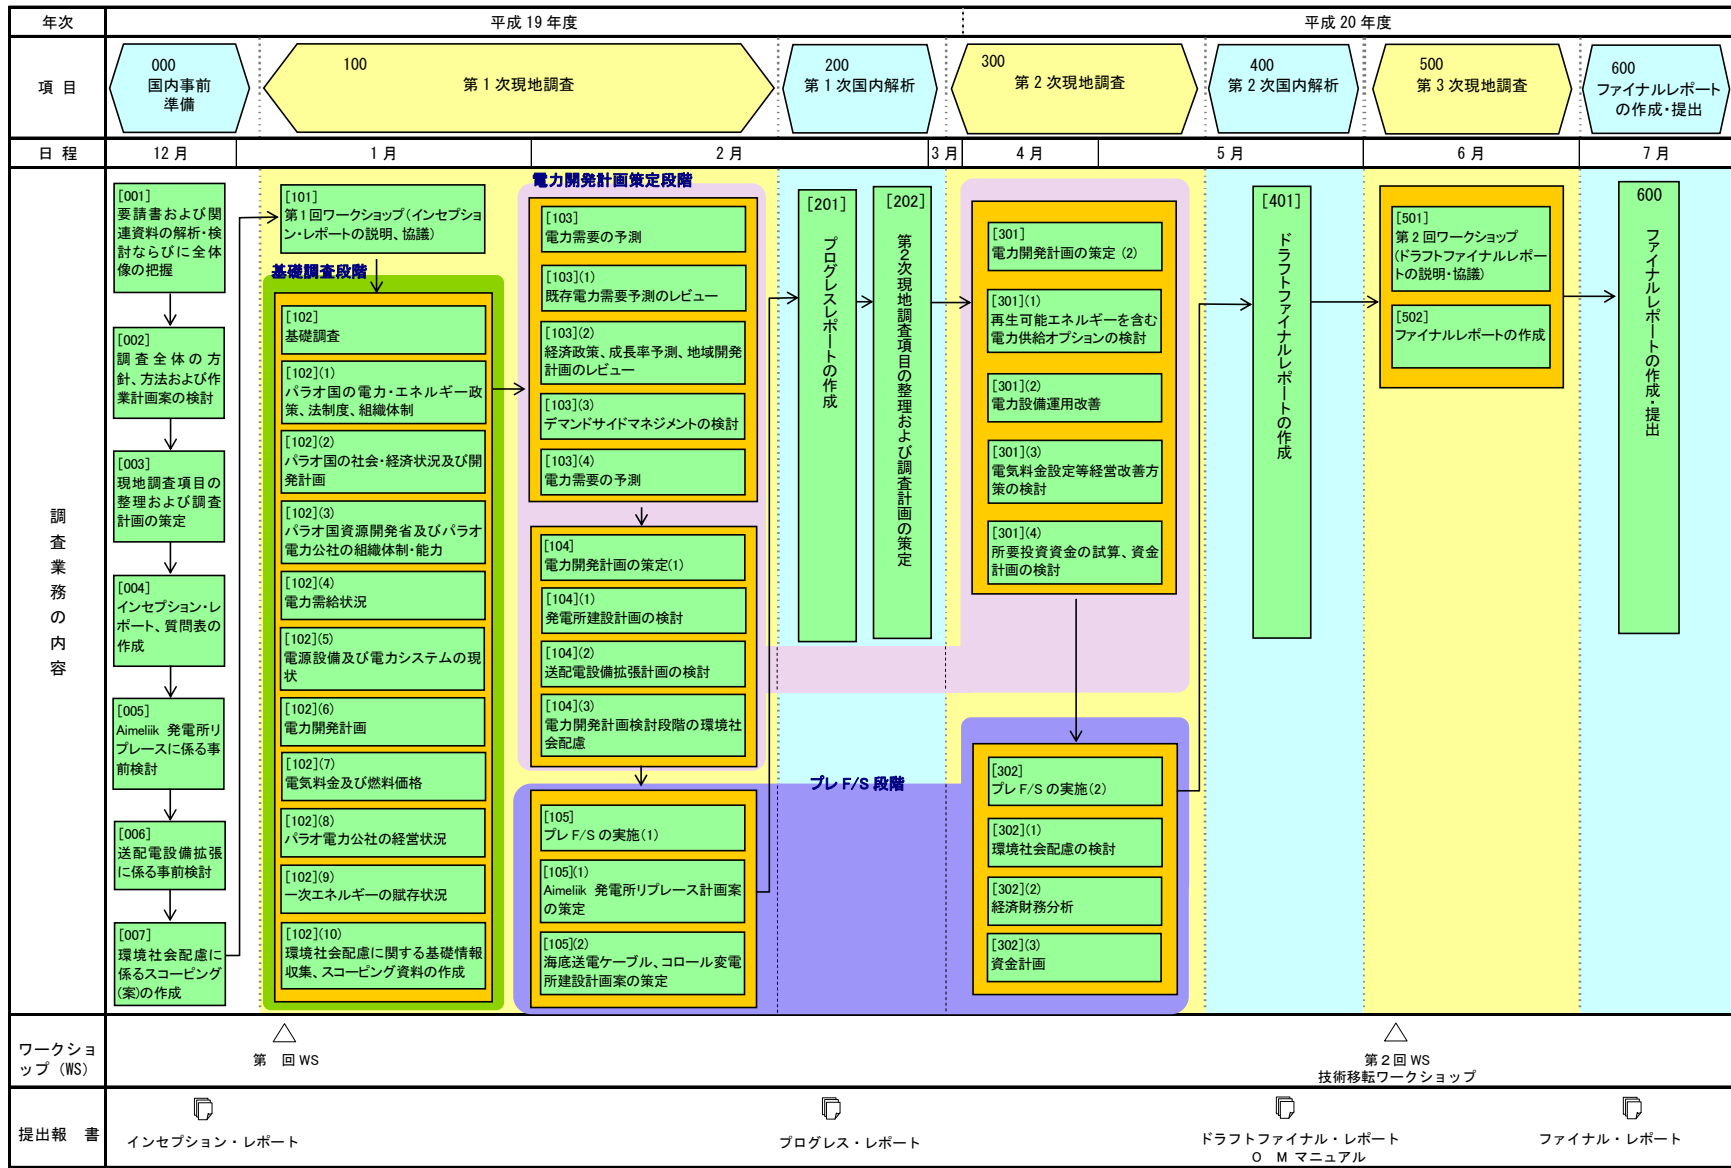 年次
平成 19 年度
平成 20 年度
項 目
000
国内事前
準備
100
第 1 次現地調査
200
第 1 次国内解析
300
第 2 次現地調査
400
第 2 次国内解析
500
第 3 次現地調査
600
ファイナルレポート
の作成・提出
日 程
12 月
1 月
2 月
3 月
4 月
5 月
6 月
7 月
調査業務の内容
[001]
要請書および関
連資料の解析・検
討ならびに全体
像の把握
[002]
調査全体の方
針、方法および作
業計画案の検討
[003]
現地調査項目の
整理および調査
計画の策定
[004]
インセプション・レ
ポート、質問表の
作成
[005]
Aimeliik 発電所リ
プレースに係る事
前検討
[006]
送配電設備拡張
に係る事前検討
[007]
環境社会配慮に
係るスコーピング
(案)の作成
[101]
第1回ワークショップ(インセプショ
ン・レポートの説明、協議)
基礎調査段階
[102]
基礎調査
[102](1)
パラオ国の電力・エネルギー政
策、法制度、組織体制
[102](2)
パラオ国の社会・経済状況及び開
発計画
[102](3)
パラオ国資源開発省及びパラオ
電力公社の組織体制・能力
[102](4)
電力需給状況
[102](5)
電源設備及び電力システムの現
状
[102](6)
電力開発計画
[102](7)
電気料金及び燃料価格
[102](8)
パラオ電力公社の経営状況
[102](9)
一次エネルギーの賦存状況
[102](10)
環境社会配慮に関する基礎情報
収集、スコーピング資料の作成
電力開発計画策定段階
[103]
電力需要の予測
[103](1)
既存電力需要予測のレビュー
[103](2)
経済政策、成長率予測、地域開発
計画のレビュー
[103](3)
デマンドサイドマネジメントの検討
[103](4)
電力需要の予測
[104]
電力開発計画の策定(1)
[104](1)
発電所建設計画の検討
[104](2)
送配電設備拡張計画の検討
[104](3)
電力開発計画検討段階の環境社
会配慮
プレ F/S 段階
[105]
プレ F/S の実施(1)
[105](1)
Aimeliik 発電所リプレース計画案
の策定
[105](2)
海底送電ケーブル、コロール変電
所建設計画案の策定
[201]
プログレスレポートの作成
[202]
第2次現地調査項目の整理および調査計画の策定
[301]
電力開発計画の策定 (2)
[301](1)
再生可能エネルギーを含む
電力供給オプションの検討
[301](2)
電力設備運用改善
[301](3)
電気料金設定等経営改善方
策の検討
[301](4)
所要投資資金の試算、資金
計画の検討
[302]
プレ F/S の実施(2)
[302](1)
環境社会配慮の検討
[302](2)
経済財務分析
[302](3)
資金計画
[401]
ドラフトファイナルレポートの作成
[501]
第2回ワークショップ
(ドラフトファイナルレポー
トの説明・協議)
[502]
ファイナルレポートの作成
600
ファイナルレポートの作成・提出
ワークショ
ップ (WS)
第 回 WS
第2回 WS
技術移転ワークショップ
提出報 書
インセプション・レポート
プログレス・レポート
ドラフトファイナル・レポート
O M マニュアル
ファイナル・レポート